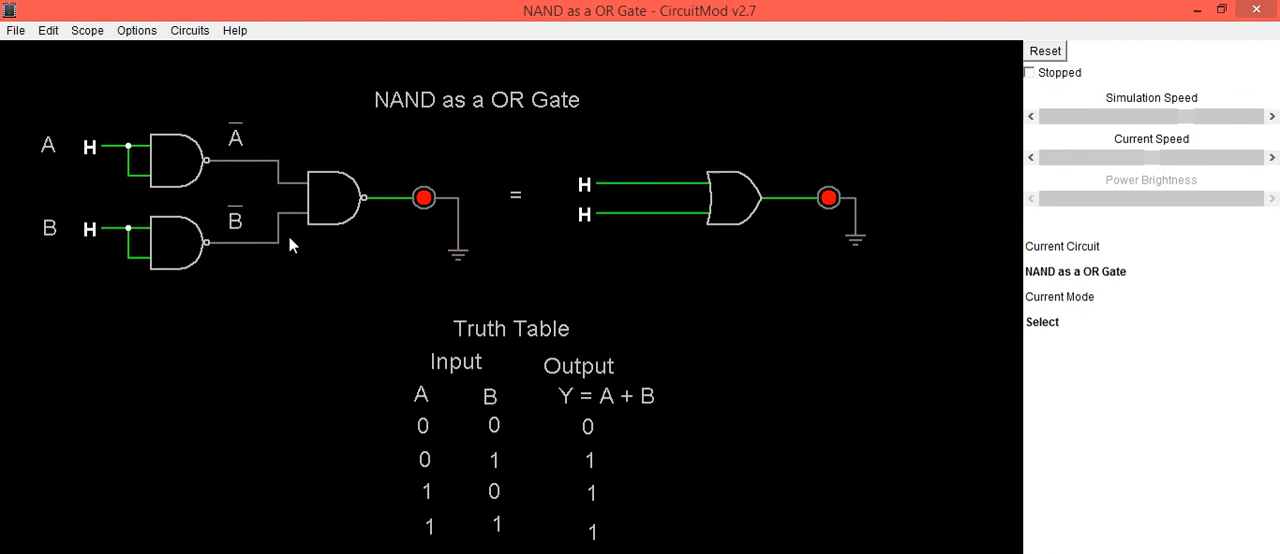 NAND as a OR Gate - CircuitMod v2.7
File Edit Scope Options Circuits Help
Reset
Stopped
Simulation Speed
Current Speed
Power Brightness
Current Circuit
NAND as a OR Gate
Current Mode
Select
NAND as a OR Gate
A H A̅
B H B̅
=
H
H
Truth Table
Input Output
A B Y = A + B
0 0 0
0 1 1
1 0 1
1 1 1